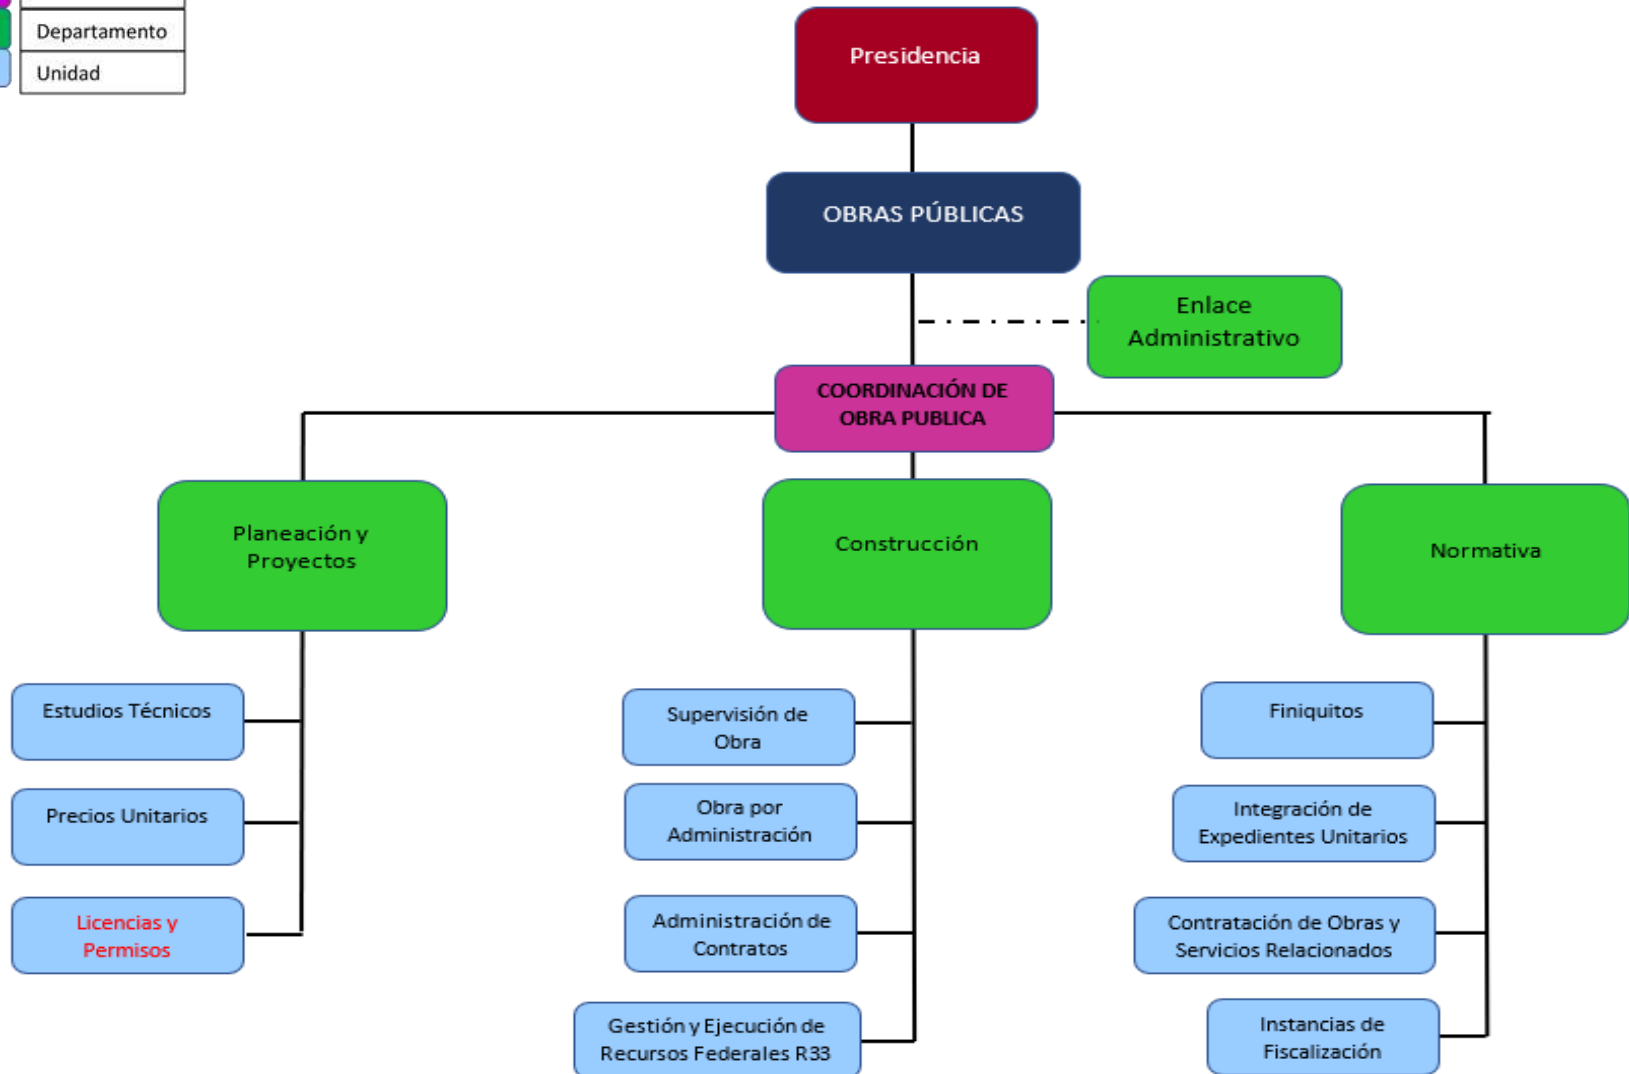 Departamento
Unidad
Presidencia
OBRAS PÚBLICAS
Enlace
Administrativo
COORDINACIÓN DE
OBRA PUBLICA
Planeación y
Proyectos
Construcción
Normativa
Estudios Técnicos
Precios Unitarios
Licencias y
Permisos
Supervisión de
Obra
Obra por
Administración
Administración de
Contratos
Gestión y Ejecución de
Recursos Federales R33
Finiquitos
Integración de
Expedientes Unitarios
Contratación de Obras y
Servicios Relacionados
Instancias de
Fiscalización